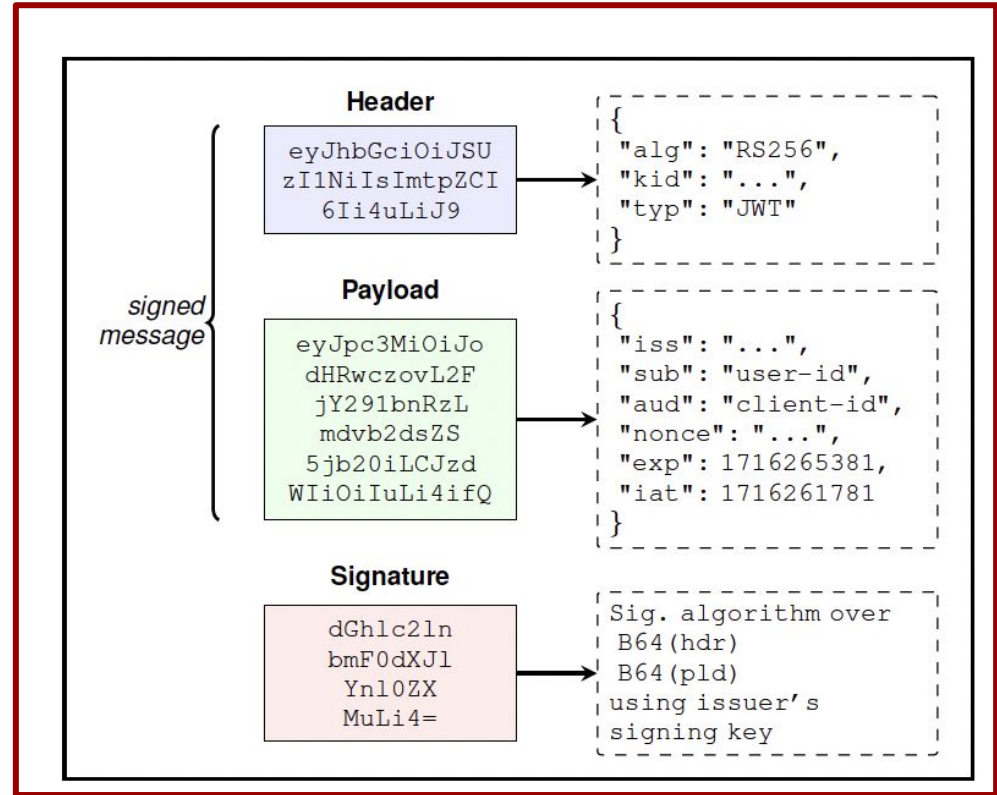 Header
eyJhbGciOiJSU
zI1NiIsImtpZCI
6Ii4uLiJ9
{
"alg": "RS256",
"kid": "...",
"typ": "JWT"
}
signed
message
Payload
eyJpc3MiOiJo
dHRwczovL2F
jY291bnRzL
mdvb2dsZS
5jb20iLCJzd
WIiOiIuLi4ifQ
{
"iss": "...",
"sub": "user-id",
"aud": "client-id",
"nonce": "...",
"exp": 1716265381,
"iat": 1716261781
}
Signature
dGhlc2ln
bmF0dXJl
Ynl0ZX
MuLi4=
Sig. algorithm over
B64(hdr)
B64(pld)
using issuer's
signing key